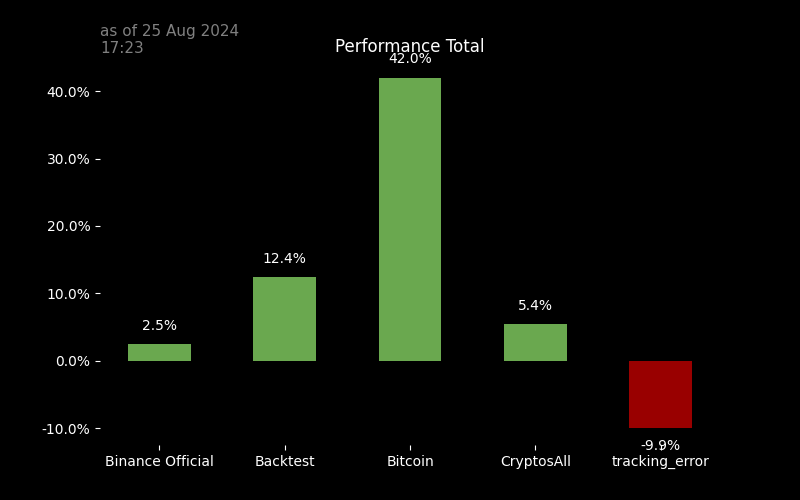 as of 25 Aug 2024
17:23
Performance Total
42.0%
40.0%
30.0%
20.0%
12.4%
10.0%
5.4%
2.5%
0.0%
-10.0%
-9.9%
Binance Official
Backtest
Bitcoin
CryptosAll
tracking_error